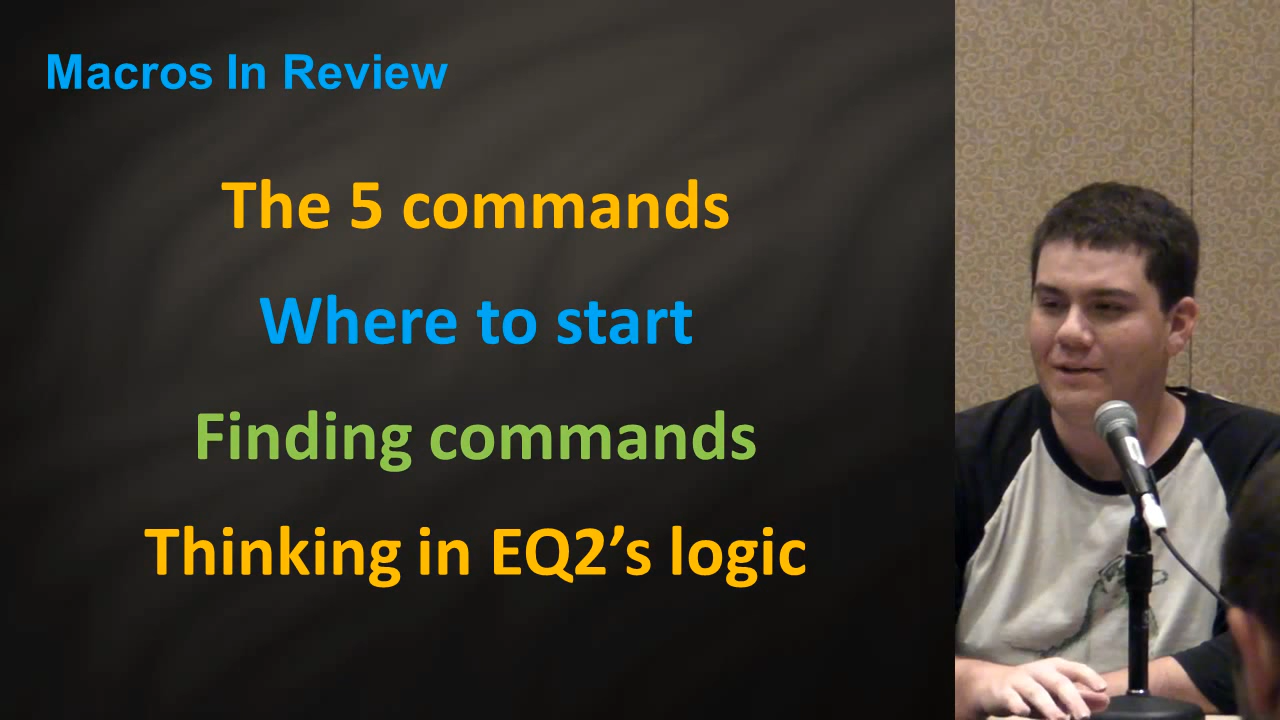 Macros In Review
The 5 commands
Where to start
Finding commands
Thinking in EQ2’s logic